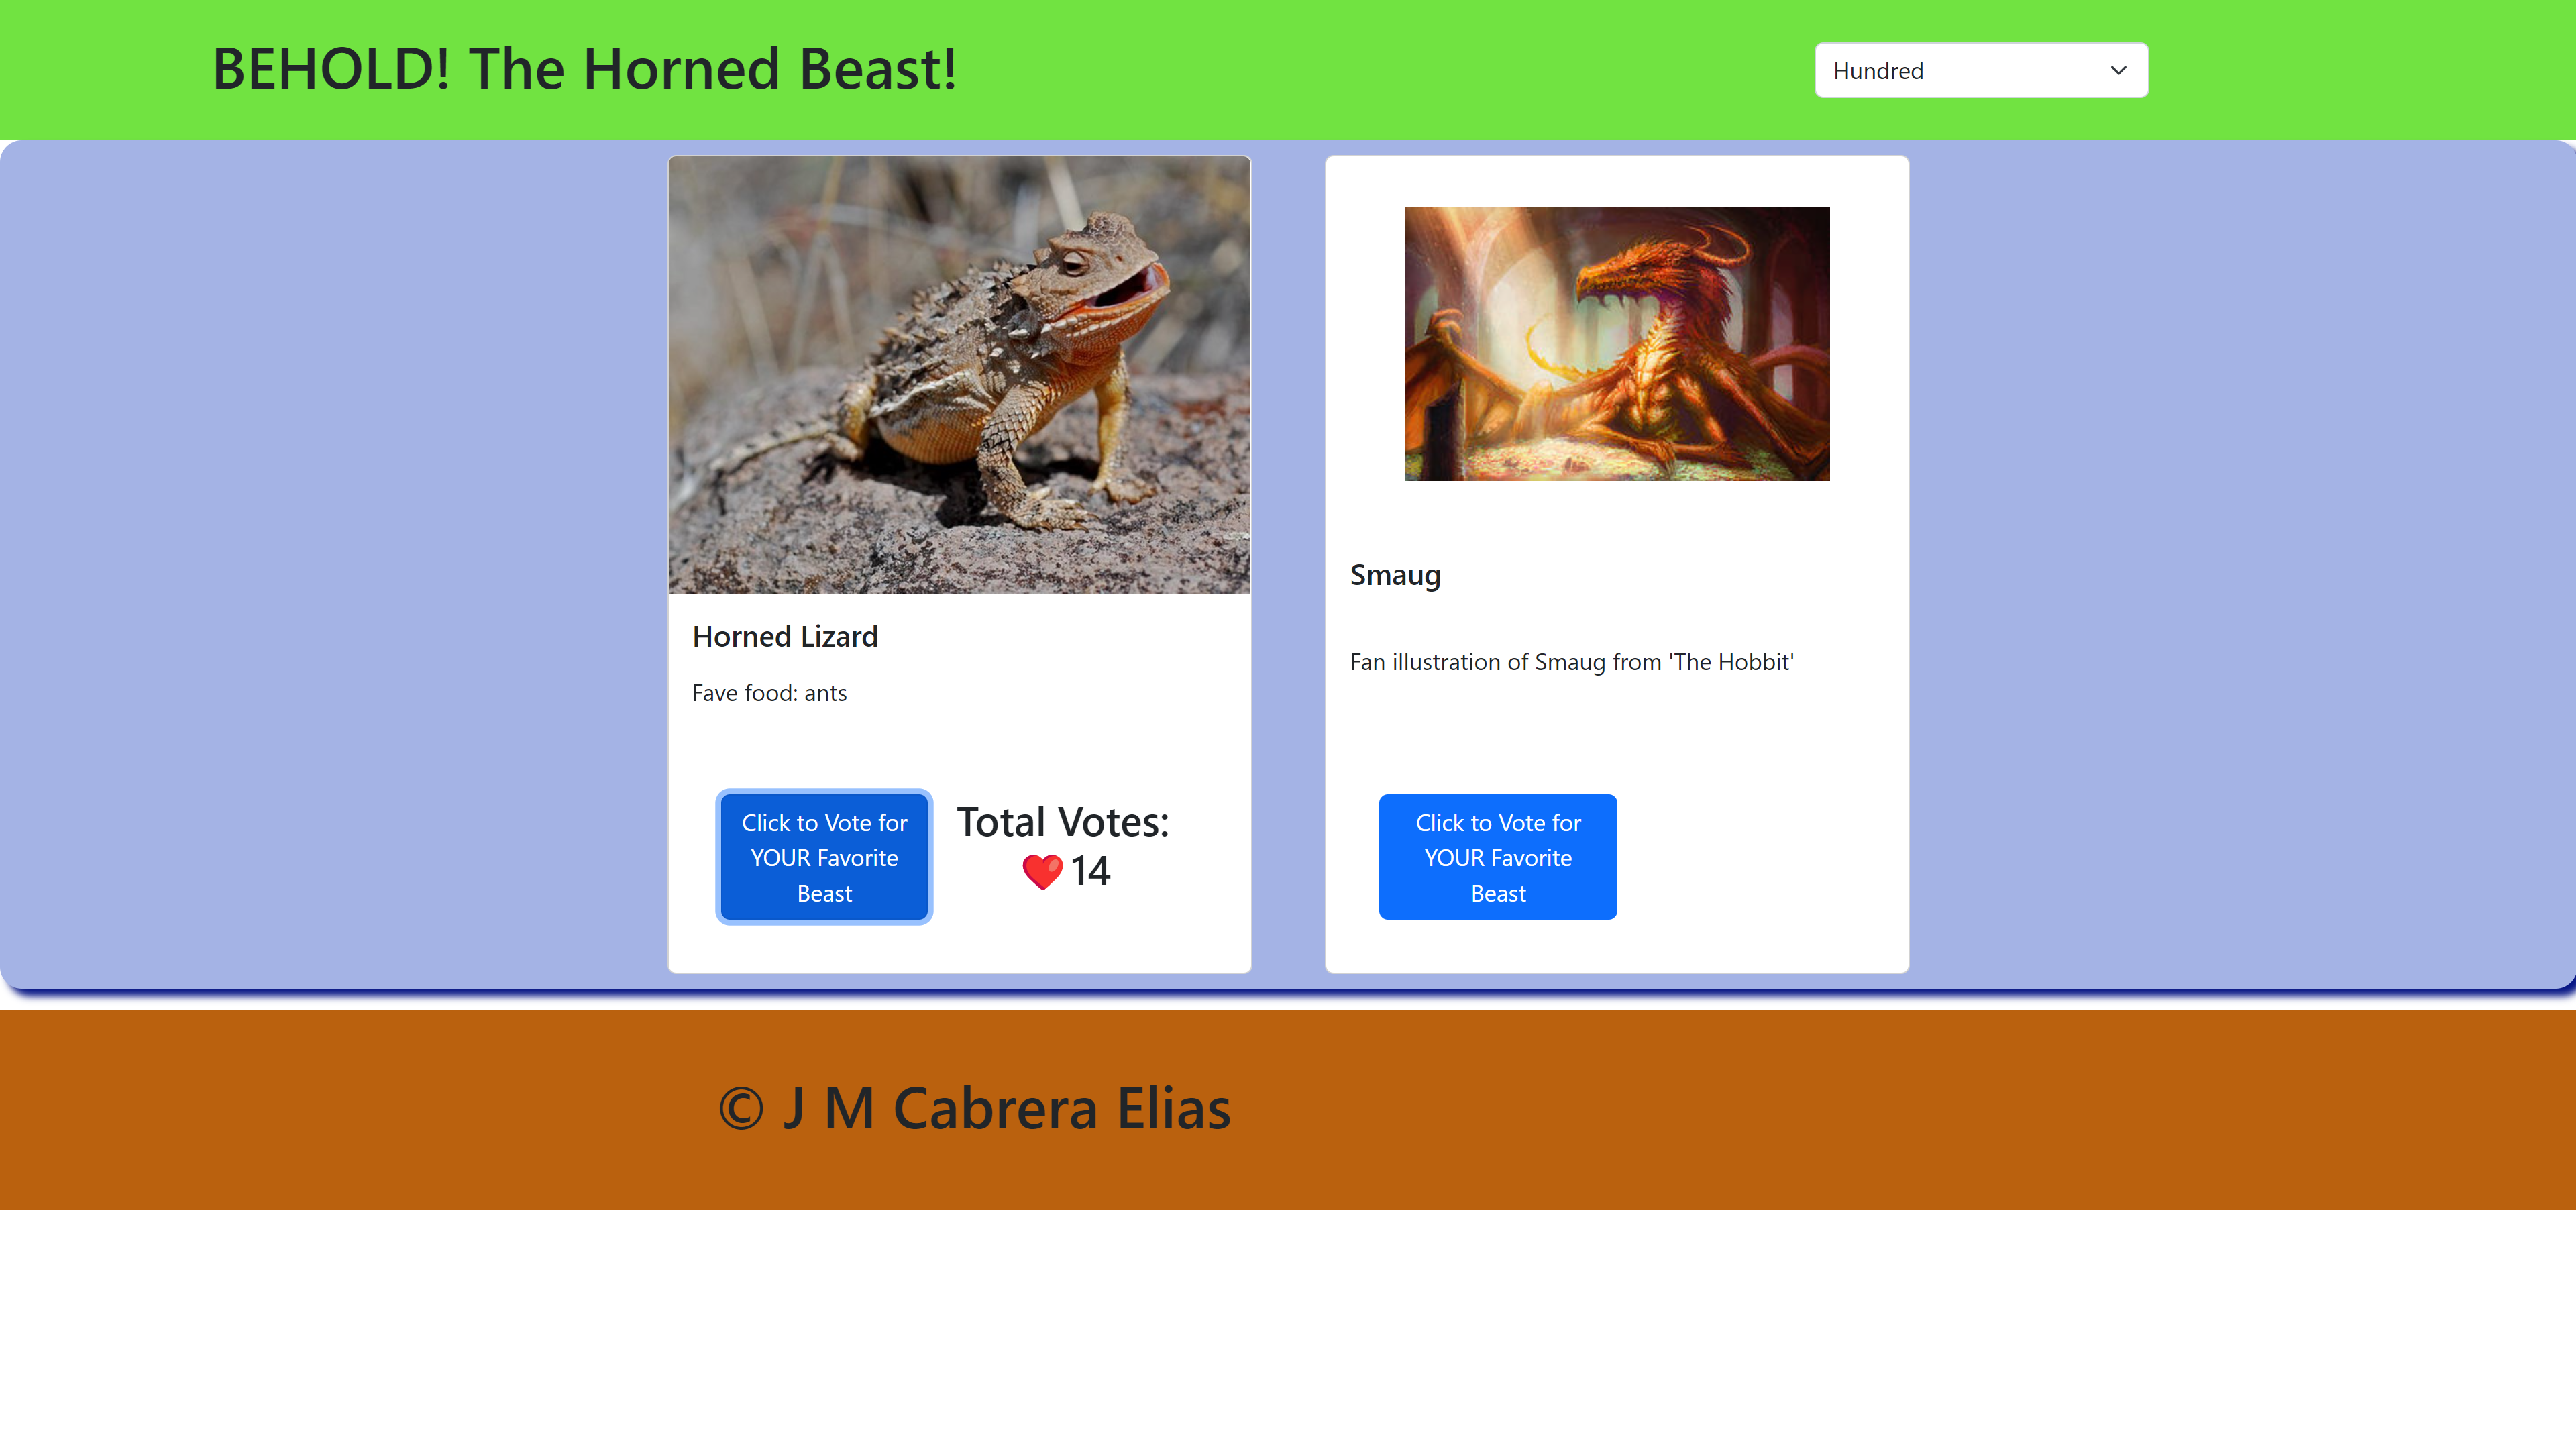 BEHOLD! The Horned Beast!
Hundred
Horned Lizard
Fave food: ants
Click to Vote for
YOUR Favorite
Beast
Total Votes:
❤️14
Smaug
Fan illustration of Smaug from 'The Hobbit'
Click to Vote for
YOUR Favorite
Beast
© J M Cabrera Elias